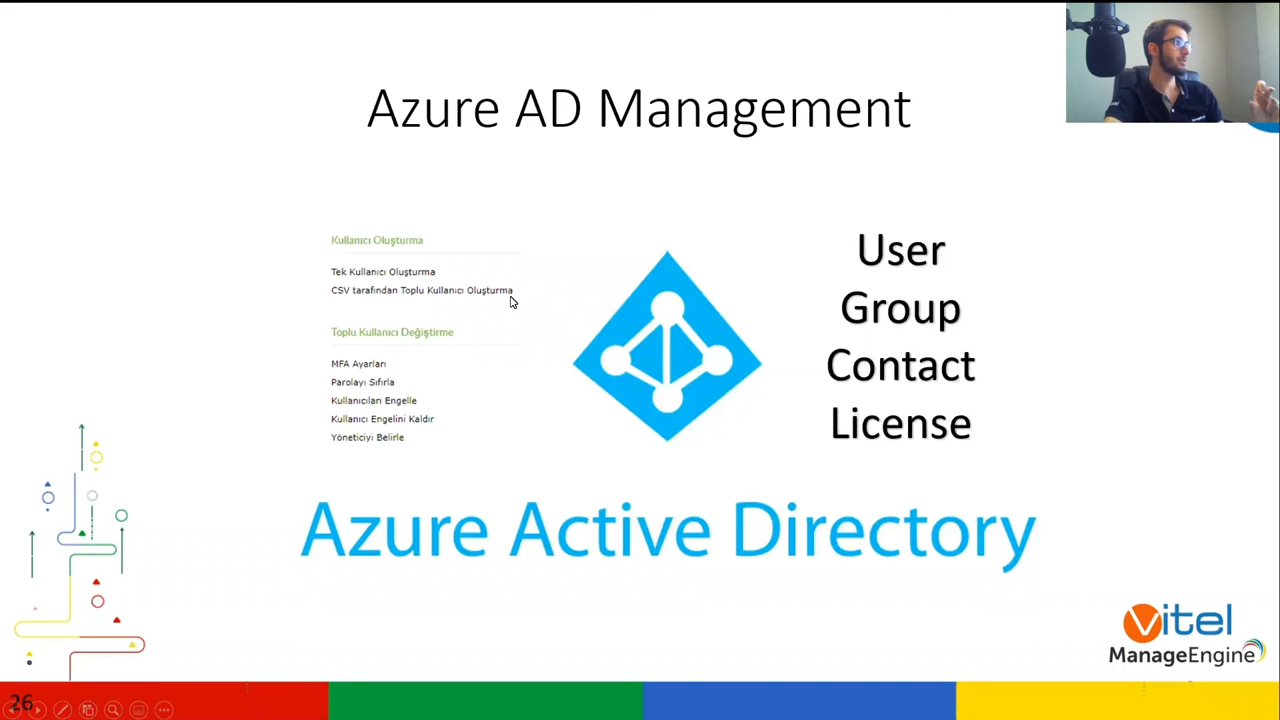 Azure AD Management
Kullanıcı Oluşturma
Tek Kullanıcı Oluşturma
CSV tarafından Toplu Kullanıcı Oluşturma
Toplu Kullanıcı Değiştirme
MFA Ayarları
Parolayı Sıfırla
Kullanıcıları Engelle
Kullanıcı Engelini Kaldır
Yöneticiyi Belirle
User
Group
Contact
License
Azure Active Directory
vitel
ManageEngine
26